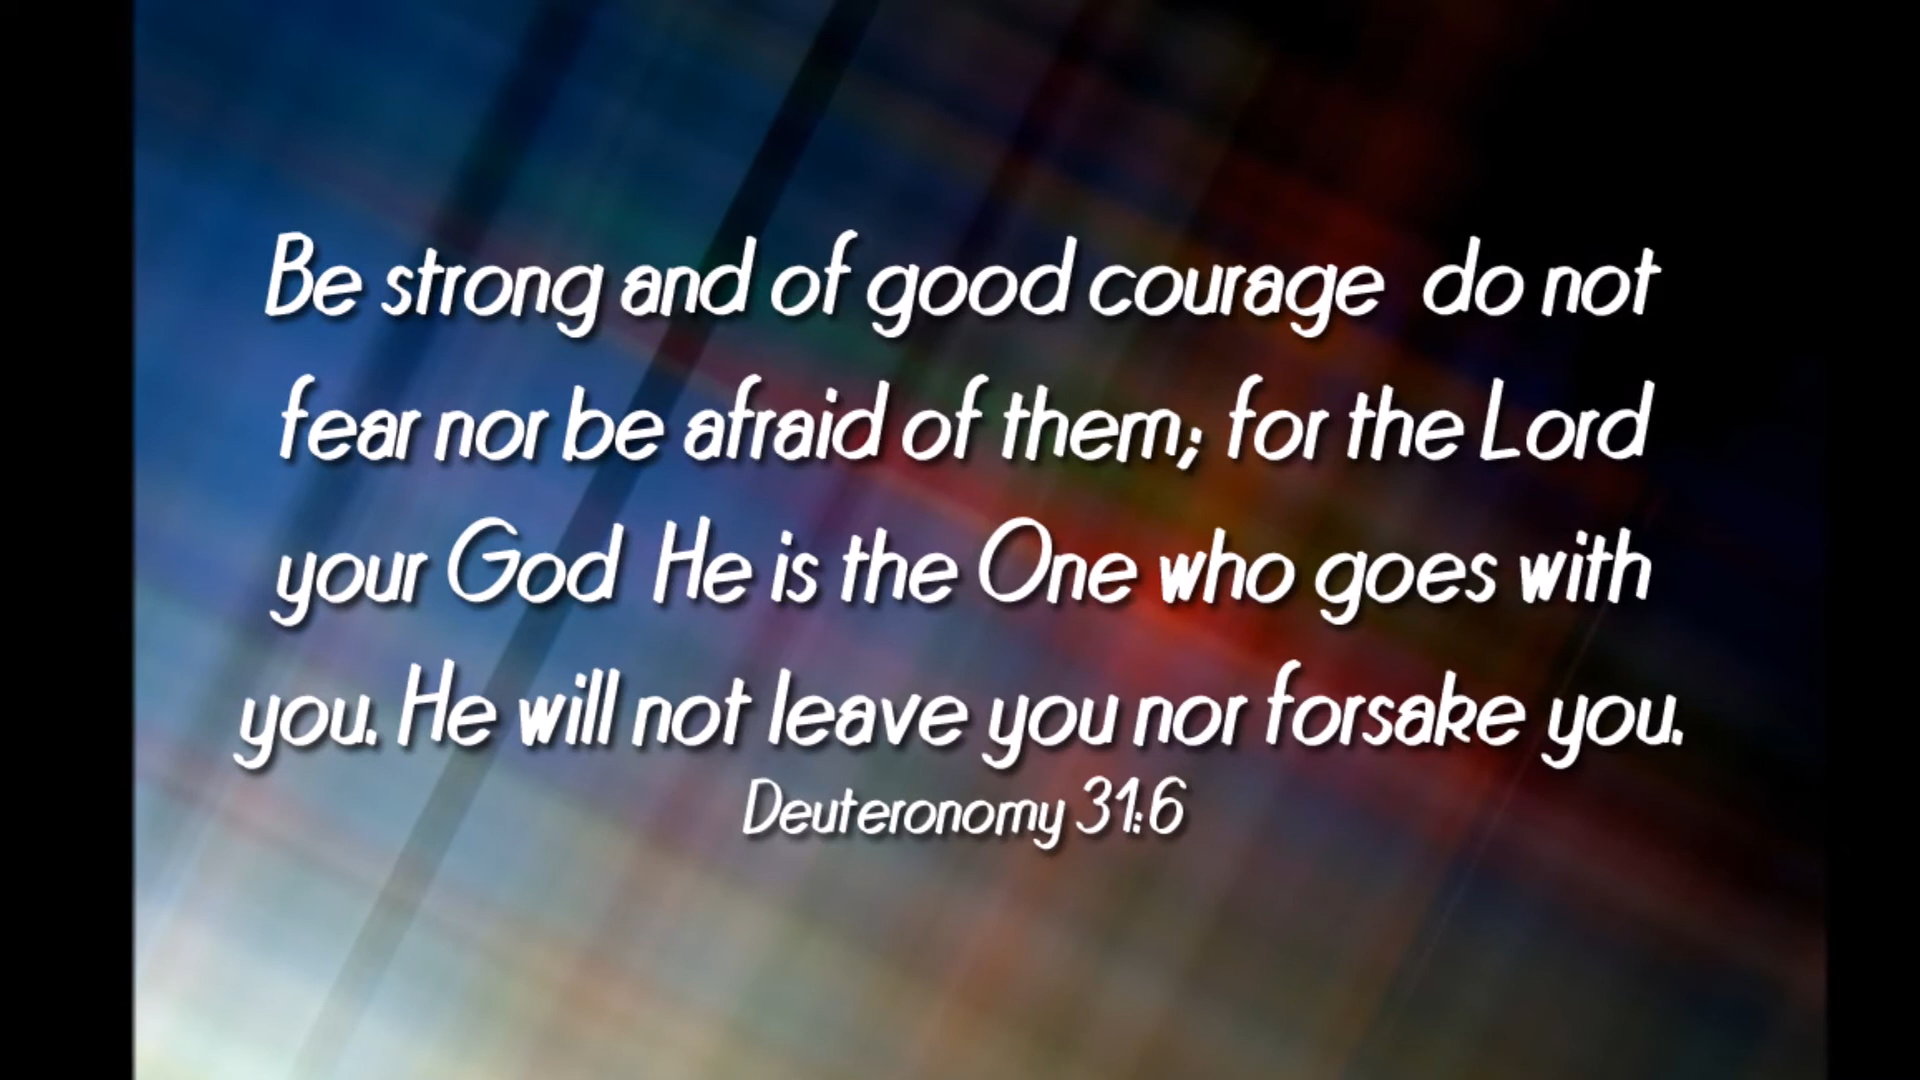 Be strong and of good courage do not
fear nor be afraid of them; for the Lord
your God He is the One who goes with
you. He will not leave you nor forsake you.
Deuteronomy 31:6